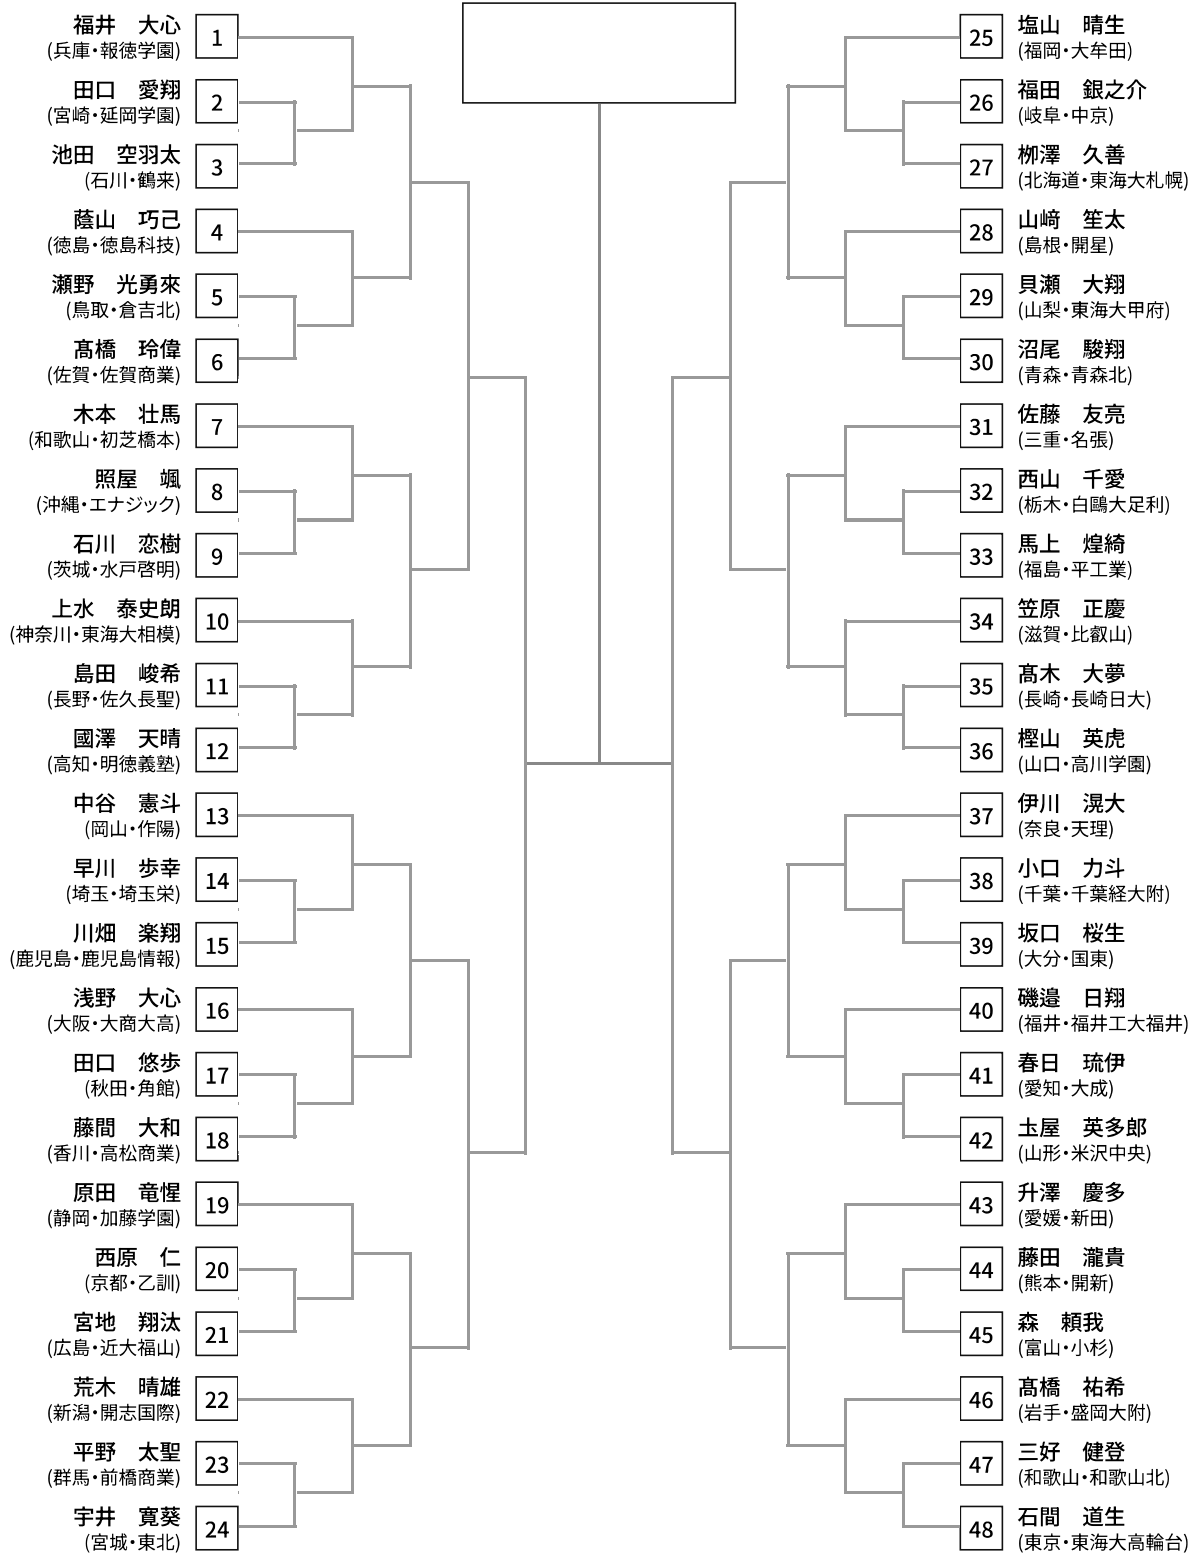 福井　大心
(兵庫・報徳学園)
1
田口　愛翔
(宮崎・延岡学園)
2
池田　空羽太
(石川・鶴来)
3
蔭山　巧己
(徳島・徳島科技)
4
瀬野　光勇來
(鳥取・倉吉北)
5
髙橋　玲偉
(佐賀・佐賀商業)
6
木本　壮馬
(和歌山・初芝橋本)
7
照屋　颯
(沖縄・エナジック)
8
石川　恋樹
(茨城・水戸啓明)
9
上水　泰史朗
(神奈川・東海大相模)
10
島田　峻希
(長野・佐久長聖)
11
國澤　天晴
(高知・明徳義塾)
12
中谷　憲斗
(岡山・作陽)
13
早川　歩幸
(埼玉・埼玉栄)
14
川畑　楽翔
(鹿児島・鹿児島情報)
15
浅野　大心
(大阪・大商大高)
16
田口　悠歩
(秋田・角館)
17
藤間　大和
(香川・高松商業)
18
原田　竜惺
(静岡・加藤学園)
19
西原　仁
(京都・乙訓)
20
宮地　翔汰
(広島・近大福山)
21
荒木　晴雄
(新潟・開志国際)
22
平野　太聖
(群馬・前橋商業)
23
宇井　寛葵
(宮城・東北)
24
25
塩山　晴生
(福岡・大牟田)
26
福田　銀之介
(岐阜・中京)
27
栁澤　久善
(北海道・東海大札幌)
28
山﨑　笙太
(島根・開星)
29
貝瀬　大翔
(山梨・東海大甲府)
30
沼尾　駿翔
(青森・青森北)
31
佐藤　友亮
(三重・名張)
32
西山　千愛
(栃木・白鷗大足利)
33
馬上　煌綺
(福島・平工業)
34
笠原　正慶
(滋賀・比叡山)
35
髙木　大夢
(長崎・長崎日大)
36
樫山　英虎
(山口・高川学園)
37
伊川　滉大
(奈良・天理)
38
小口　力斗
(千葉・千葉経大附)
39
坂口　桜生
(大分・国東)
40
磯邉　日翔
(福井・福井工大福井)
41
春日　琉伊
(愛知・大成)
42
圡屋　英多郎
(山形・米沢中央)
43
升澤　慶多
(愛媛・新田)
44
藤田　瀧貴
(熊本・開新)
45
森　頼我
(富山・小杉)
46
髙橋　祐希
(岩手・盛岡大附)
47
三好　健登
(和歌山・和歌山北)
48
石間　道生
(東京・東海大高輪台)